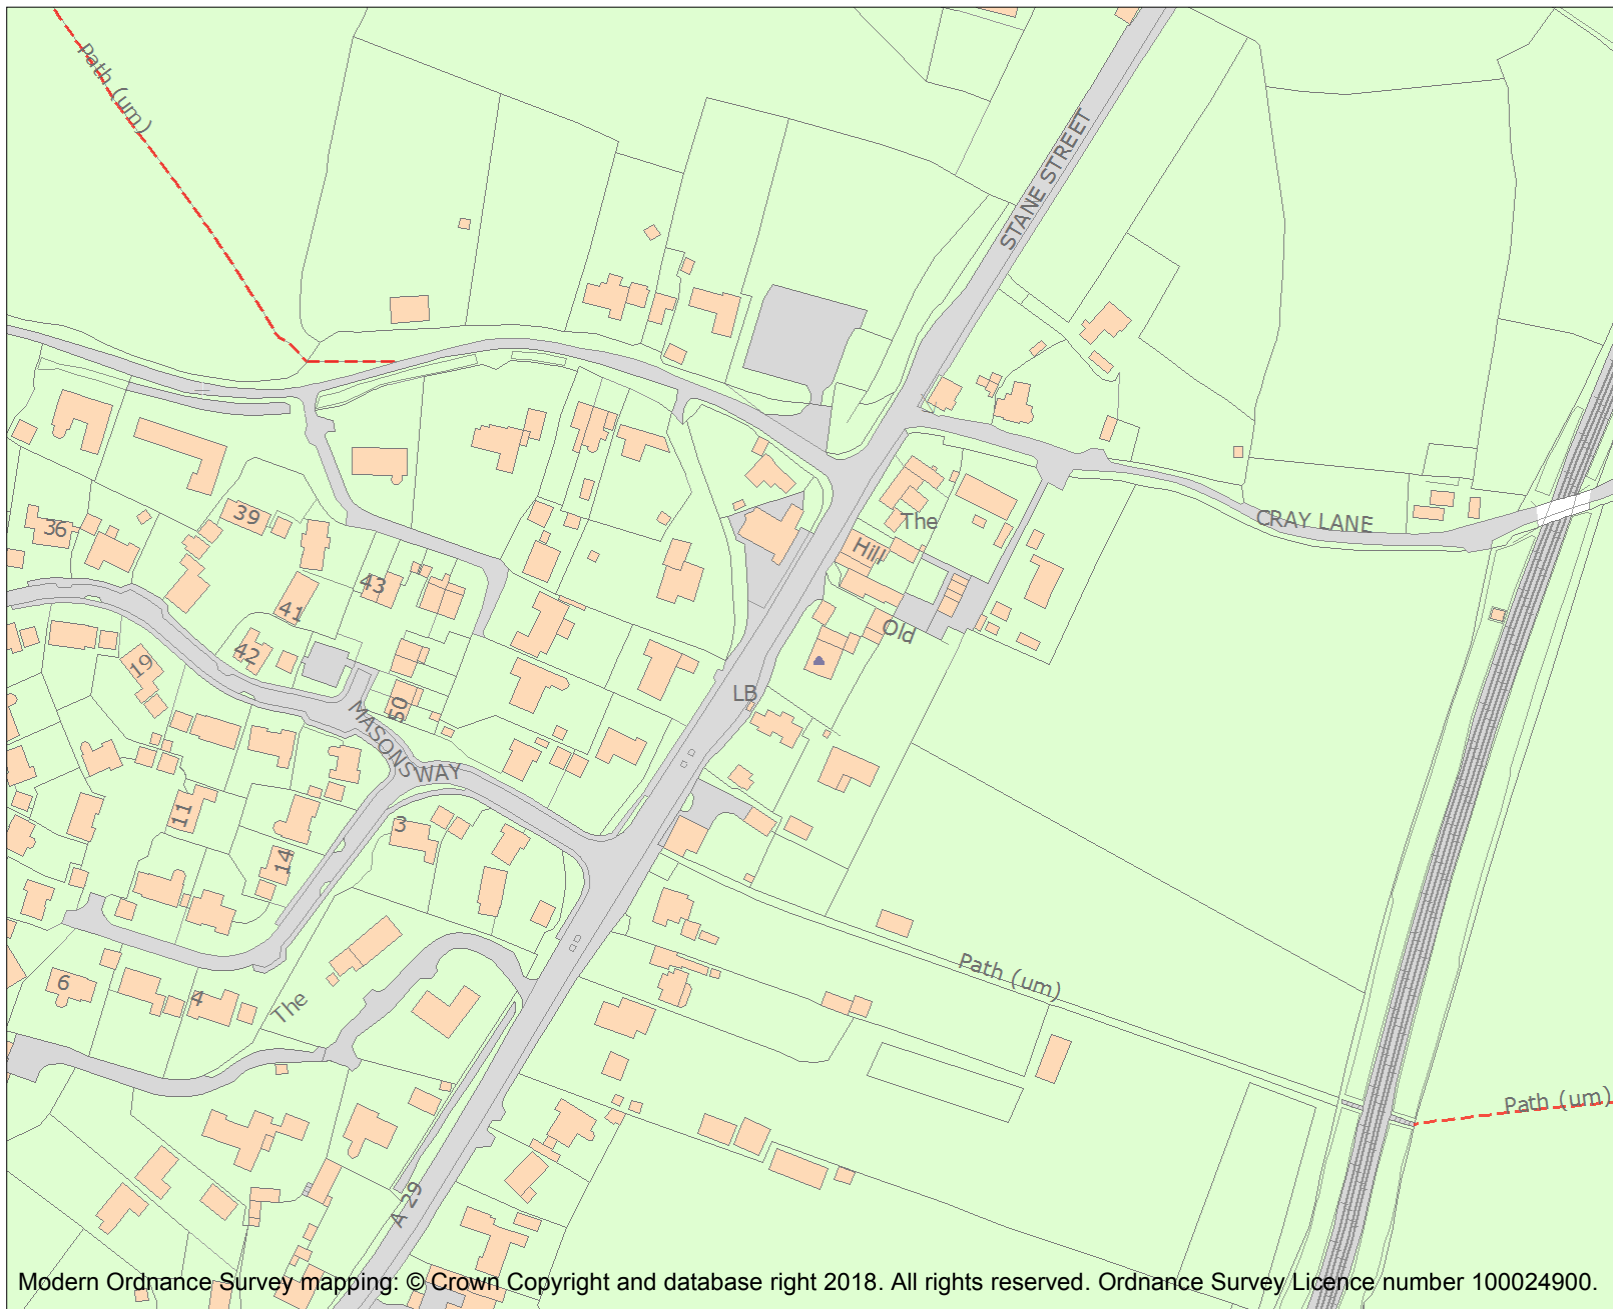 Path (um)
STANE STREET
39
36
The
CRAY LANE
Hill
43
41
Old
42
19
LB
50
MASONS WAY
11
3
14
Path (um)
6
4
The
Path (um)
A 29
Modern Ordnance Survey mapping: © Crown Copyright and database right 2018. All rights reserved. Ordnance Survey Licence number 100024900.